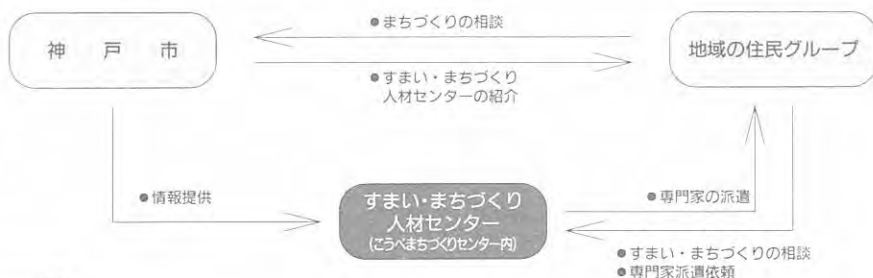 ●まちづくりの相談
神戸市
地域の住民グループ
●すまい・まちづくり
人材センターの紹介
●情報提供
すまい・まちづくり
人材センター
(こうべまちづくりセンター内)
●専門家の派遣
●すまい・まちづくりの相談
●専門家派遣依頼